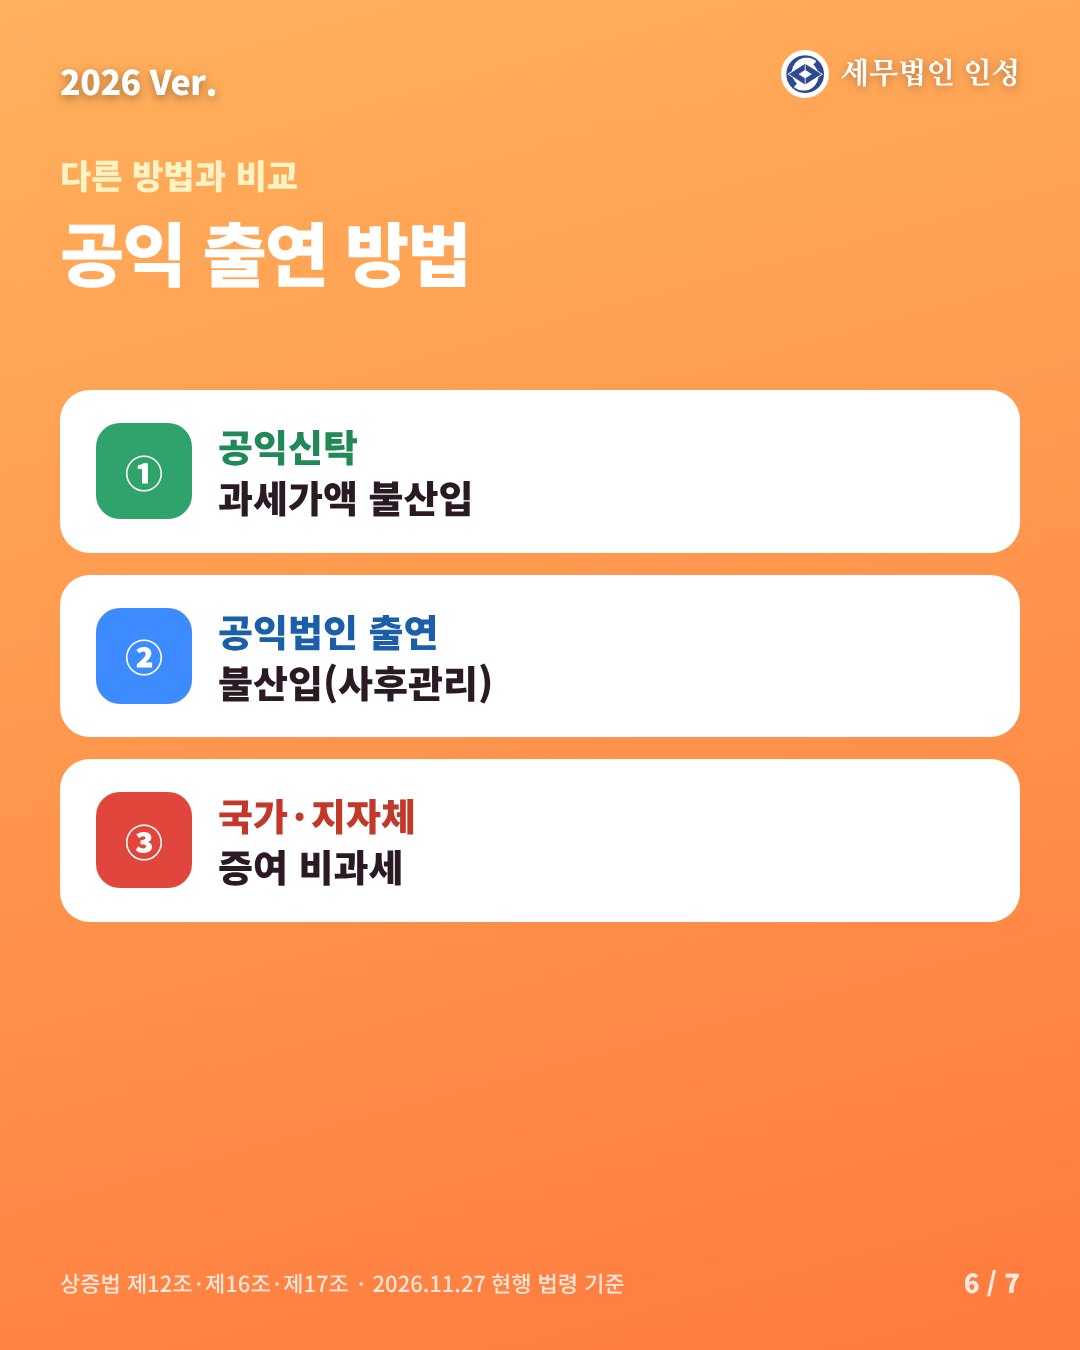 2026 Ver.
세무법인 인성
다른 방법과 비교
공익 출연 방법
①
공익신탁
과세가액 불산입
②
공익법인 출연
불산입(사후관리)
③
국가·지자체
증여 비과세
상증법 제12조·제16조·제17조 · 2026.11.27 현행 법령 기준
6 / 7